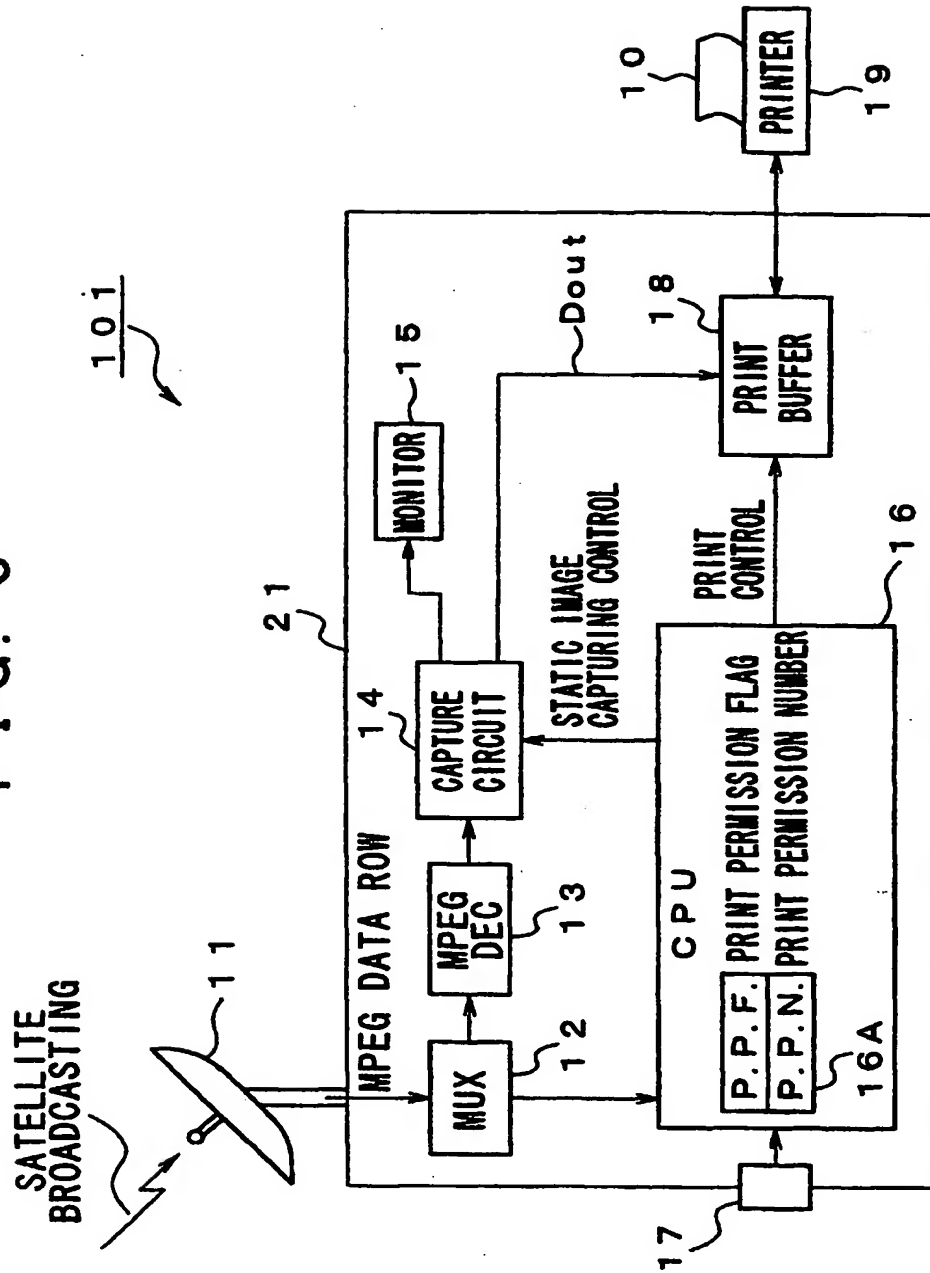 FIG.
101
SATELLITE
BROADCASTING
11
21
MPEG DATA ROW
MUX
12
MPEG
DEC
13
CAPTURE
CIRCUIT
14
MONITOR
15
Dout
STATIC IMAGE
CAPTURING CONTROL
CPU
P.P.F. PRINT PERMISSION FLAG
P.P.N. PRINT PERMISSION NUMBER
16A
16
17
PRINT
CONTROL
PRINT
BUFFER
18
10
PRINTER
19